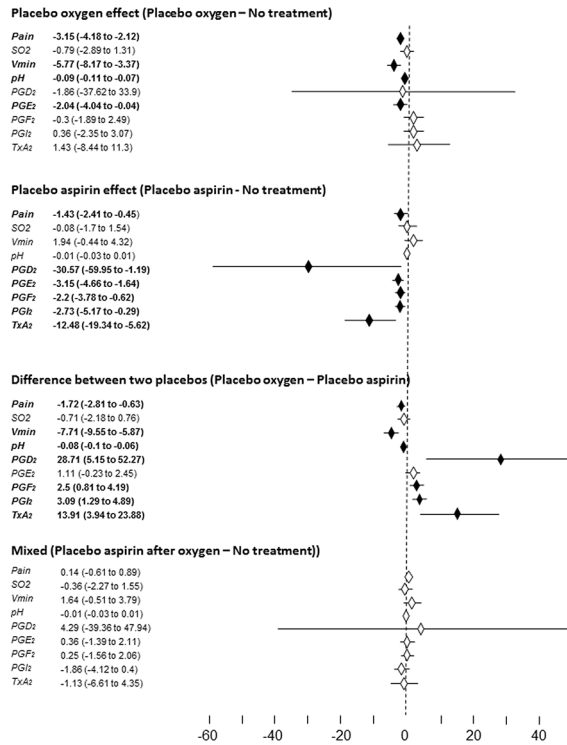 Placebo oxygen effect (Placebo oxygen – No treatment)
Pain -3.15 (-4.18 to -2.12)
SO2 -0.79 (-2.89 to 1.31)
Vmin -5.77 (-8.17 to -3.37)
pH -0.09 (-0.11 to -0.07)
PGD2 -1.86 (-37.62 to 33.9)
PGE2 -2.04 (-4.04 to -0.04)
PGF2 -0.3 (-1.89 to 2.49)
PGI2 0.36 (-2.35 to 3.07)
TxA2 1.43 (-8.44 to 11.3)
Placebo aspirin effect (Placebo aspirin - No treatment)
Pain -1.43 (-2.41 to -0.45)
SO2 -0.08 (-1.7 to 1.54)
Vmin 1.94 (-0.44 to 4.32)
pH -0.01 (-0.03 to 0.01)
PGD2 -30.57 (-59.95 to -1.19)
PGE2 -3.15 (-4.66 to -1.64)
PGF2 -2.2 (-3.78 to -0.62)
PGI2 -2.73 (-5.17 to -0.29)
TxA2 -12.48 (-19.34 to -5.62)
Difference between two placebos (Placebo oxygen – Placebo aspirin)
Pain -1.72 (-2.81 to -0.63)
SO2 -0.71 (-2.18 to 0.76)
Vmin -7.71 (-9.55 to -5.87)
pH -0.08 (-0.1 to -0.06)
PGD2 28.71 (5.15 to 52.27)
PGE2 1.11 (-0.23 to 2.45)
PGF2 2.5 (0.81 to 4.19)
PGI2 3.09 (1.29 to 4.89)
TxA2 13.91 (3.94 to 23.88)
Mixed (Placebo aspirin after oxygen – No treatment))
Pain 0.14 (-0.61 to 0.89)
SO2 -0.36 (-2.27 to 1.55)
Vmin 1.64 (-0.51 to 3.79)
pH -0.01 (-0.03 to 0.01)
PGD2 4.29 (-39.36 to 47.94)
PGE2 0.36 (-1.39 to 2.11)
PGF2 0.25 (-1.56 to 2.06)
PGI2 -1.86 (-4.12 to 0.4)
TxA2 -1.13 (-6.61 to 4.35)
-60 -40 -20 0 20 40